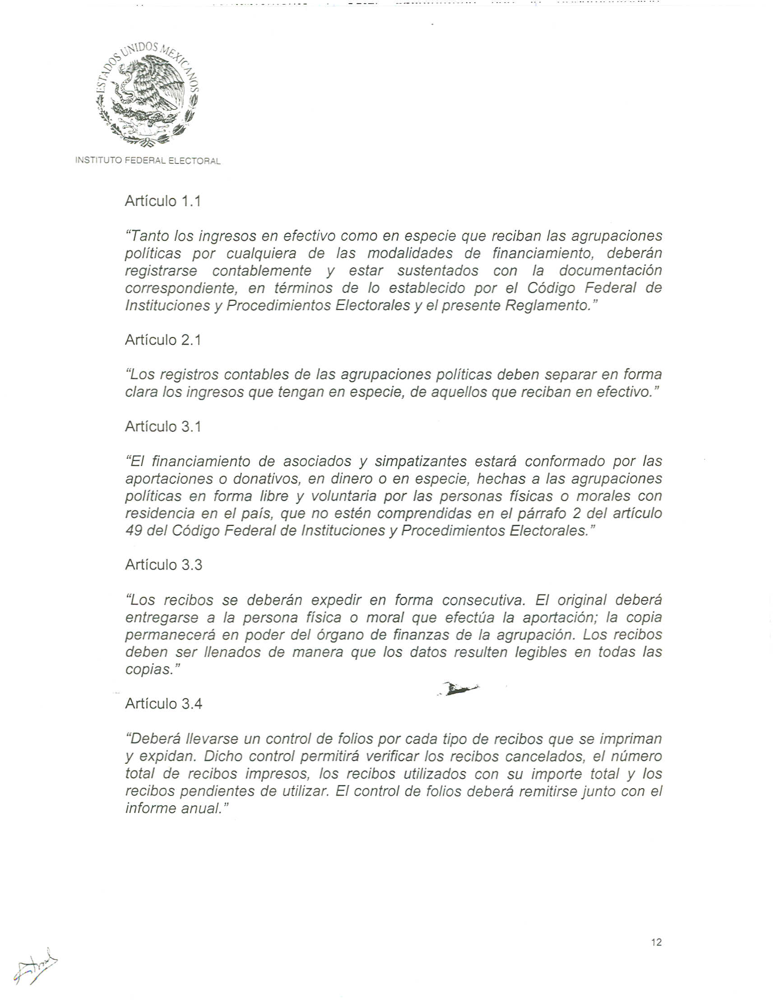 ESTADOS UNIDOS MEXICANOS
INSTITUTO FEDERAL ELECTORAL
Artículo 1.1
“Tanto los ingresos en efectivo como en especie que reciban las agrupaciones
políticas por cualquiera de las modalidades de financiamiento, deberán
registrarse contablemente y estar sustentados con la documentación
correspondiente, en términos de lo establecido por el Código Federal de
Instituciones y Procedimientos Electorales y el presente Reglamento.”
Artículo 2.1
“Los registros contables de las agrupaciones políticas deben separar en forma
clara los ingresos que tengan en especie, de aquellos que reciban en efectivo.”
Artículo 3.1
“El financiamiento de asociados y simpatizantes estará conformado por las
aportaciones o donativos, en dinero o en especie, hechas a las agrupaciones
políticas en forma libre y voluntaria por las personas físicas o morales con
residencia en el país, que no estén comprendidas en el párrafo 2 del artículo
49 del Código Federal de Instituciones y Procedimientos Electorales.”
Artículo 3.3
“Los recibos se deberán expedir en forma consecutiva. El original deberá
entregarse a la persona física o moral que efectúa la aportación; la copia
permanecerá en poder del órgano de finanzas de la agrupación. Los recibos
deben ser llenados de manera que los datos resulten legibles en todas las
copias.”
Artículo 3.4
“Deberá llevarse un control de folios por cada tipo de recibos que se impriman
y expidan. Dicho control permitirá verificar los recibos cancelados, el número
total de recibos impresos, los recibos utilizados con su importe total y los
recibos pendientes de utilizar. El control de folios deberá remitirse junto con el
informe anual.”
12